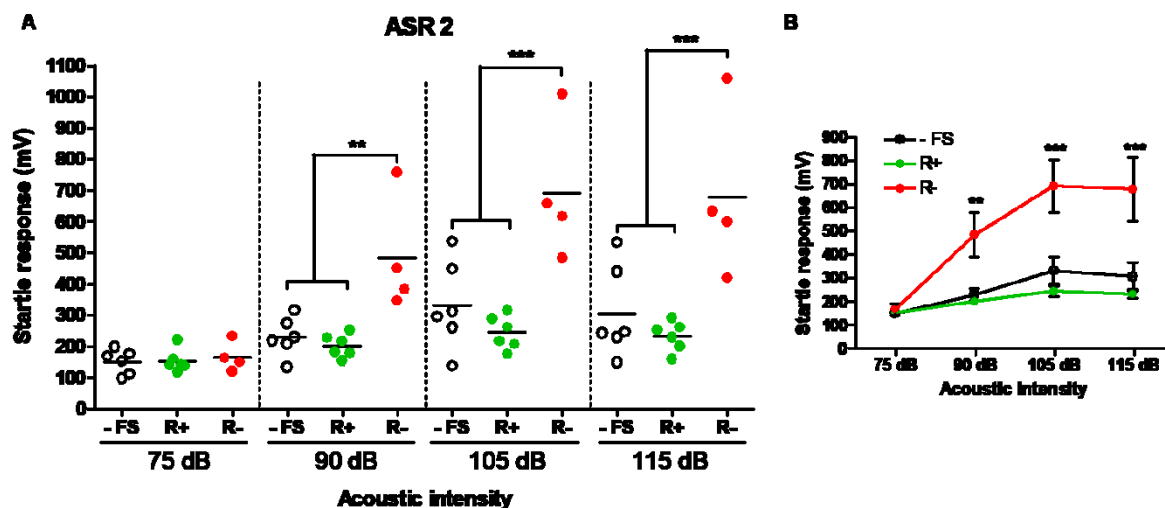 A
ASR 2
Startle response (mV)
1100
1000
900
800
700
600
500
400
300
200
100
0
**
***
***
- FS R+ R- - FS R+ R- - FS R+ R- - FS R+ R-
75 dB 90 dB 105 dB 115 dB
Acoustic intensity
B
Startle response (mV)
900
800
700
600
500
400
300
200
100
0
- FS
R+
R-
**
***
***
75 dB 90 dB 105 dB 115 dB
Acoustic intensity